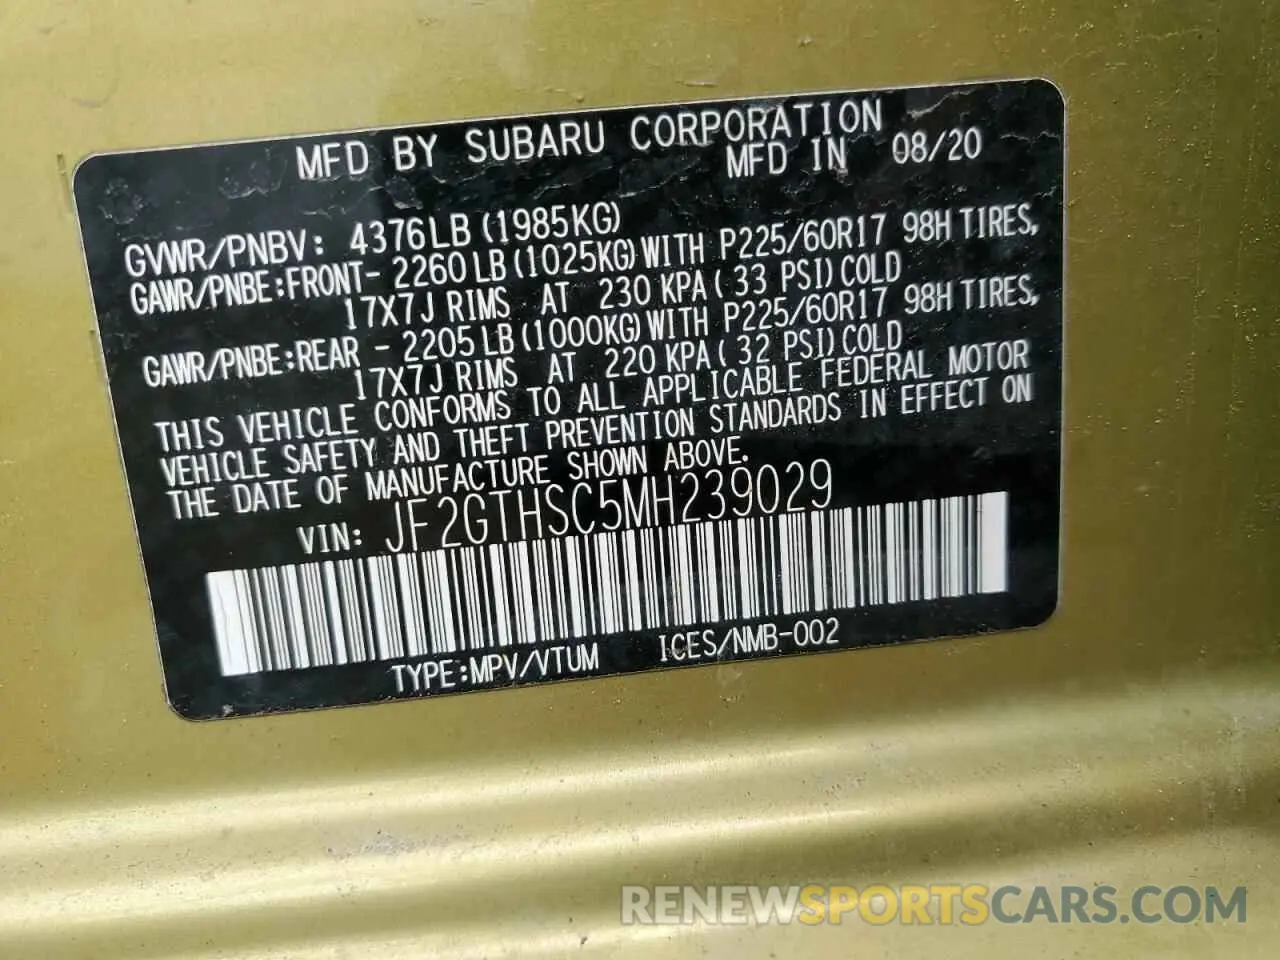 MFD BY SUBARU CORPORATION
MFD IN 08/20
GVWR/PNBV: 4376LB (1985KG)
GAWR/PNBE:FRONT- 2260 LB (1025KG) WITH P225/60R17 98H TIRES,
17X7J RIMS AT 230 KPA ( 33 PSI) COLD
GAWR/PNBE:REAR - 2205 LB (1000KG) WITH P225/60R17 98H TIRES,
17X7J RIMS AT 220 KPA ( 32 PSI) COLD
THIS VEHICLE CONFORMS TO ALL APPLICABLE FEDERAL MOTOR
VEHICLE SAFETY AND THEFT PREVENTION STANDARDS IN EFFECT ON
THE DATE OF MANUFACTURE SHOWN ABOVE.
VIN: JF2GTHSC5MH239029
TYPE:MPV/VTUM ICES/NMB-002
RENEWSPORTSCARS.COM